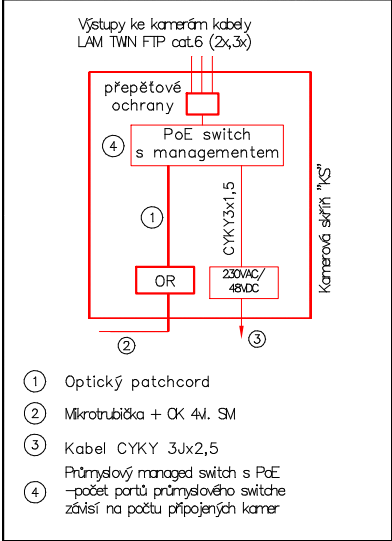 Výstupy ke kamerám kabely
LAM TWIN FTP cat.6 (2x,3x)
přepěťové
ochrany
PoE switch
s managementem
4
1
CYKY3x1,5
Kamerová skříň "KS"
OR
230VAC/
48VDC
2
3
1 Optický patchcord
2 Mikrotrubička + OK 4vl. SM
3 Kabel CYKY 3Jx2,5
4 Průmyslový managed switch s PoE
-počet portů průmyslového switche
závisí na počtu připojených kamer